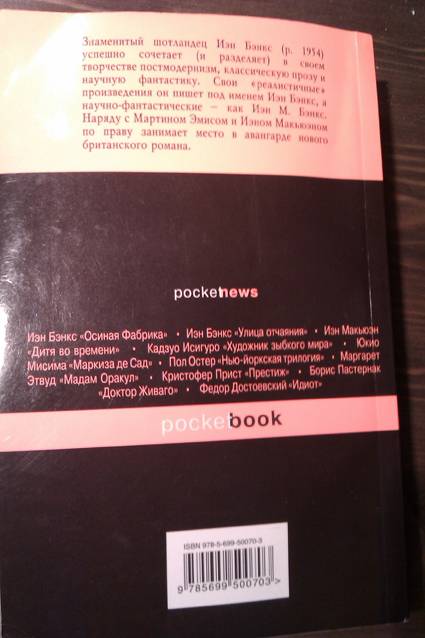 Знаменитый шотландец Иэн Бэнкс (р. 1954)
успешно сочетает (и разделяет) в своем
творчестве постмодернизм, классическую прозу и
научную фантастику. Свои «реалистичные»
произведения он пишет под именем Иэн Бэнкс, а
научно-фантастические – как Иэн М. Бэнкс.
Наряду с Мартином Эмисом и Иэном Макьюэном
по праву занимает место в авангарде нового
британского романа.
pocketnews
Иэн Бэнкс «Осиная Фабрика» • Иэн Бэнкс «Улица отчаяния» • Иэн Макьюэн
«Дитя во времени» • Кадзуо Исигуро «Художник зыбкого мира» • Юкио
Мисима «Маркиза де Сад» • Пол Остер «Нью-йоркская трилогия» • Маргарет
Этвуд «Мадам Оракул» • Кристофер Прист «Престиж» • Борис Пастернак
«Доктор Живаго» • Федор Достоевский «Идиот»
pocketbook
ISBN 978-5-699-50070-3
9 785699 500703 >